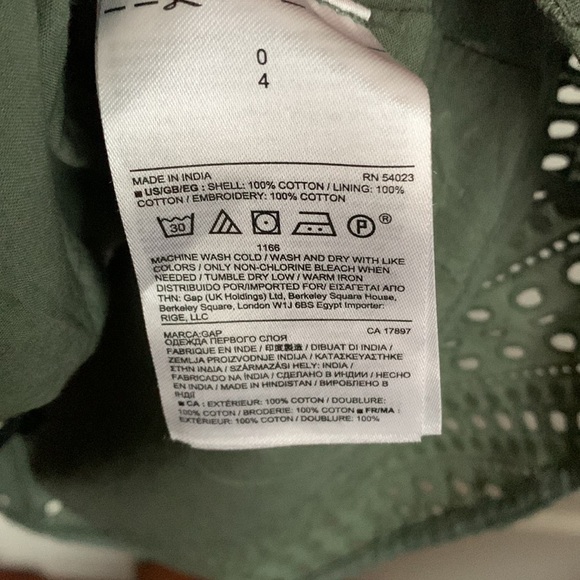 0
4
MADE IN INDIA RN 54023
■ US/GB/EG : SHELL: 100% COTTON / LINING: 100%
COTTON / EMBROIDERY: 100% COTTON
30 P ®
1166
MACHINE WASH COLD / WASH AND DRY WITH LIKE
COLORS / ONLY NON-CHLORINE BLEACH WHEN
NEEDED / TUMBLE DRY LOW / WARM IRON
DISTRIBUIDO POR/IMPORTED FOR/ ΕΙΣΑΓΕΤΑΙ ΑΠΟ
ΤΗΝ: Gap (UK Holdings) Ltd, Berkeley Square House,
Berkeley Square, London W1J 6BS Egypt Importer:
RIGE, LLC
MARCA:GAP CA 17897
ОДЕЖДА ПЕРВОГО СЛОЯ
FABRIQUE EN INDE / 印度製造 / DIBUAT DI INDIA /
ZEMLJA PROIZVODNJE INDIJA / ΚΑΤΑΣΚΕΥΑΣΤΗΚΕ
ΣΤΗΝ ΙΝΔΙΑ / SZÁRMAZÁSI HELY: INDIA /
FABRICADO NA ÍNDIA / СДЕЛАНО В ИНДИИ / HECHO
EN INDIA / MADE IN HINDISTAN / ВИРОБЛЕНО В
ІНДІЇ
■ CA : EXTÉRIEUR: 100% COTON / DOUBLURE:
100% COTON / BRODERIE: 100% COTON ■ FR/MA :
EXTÉRIEUR: 100% COTON / DOUBLURE: 100%